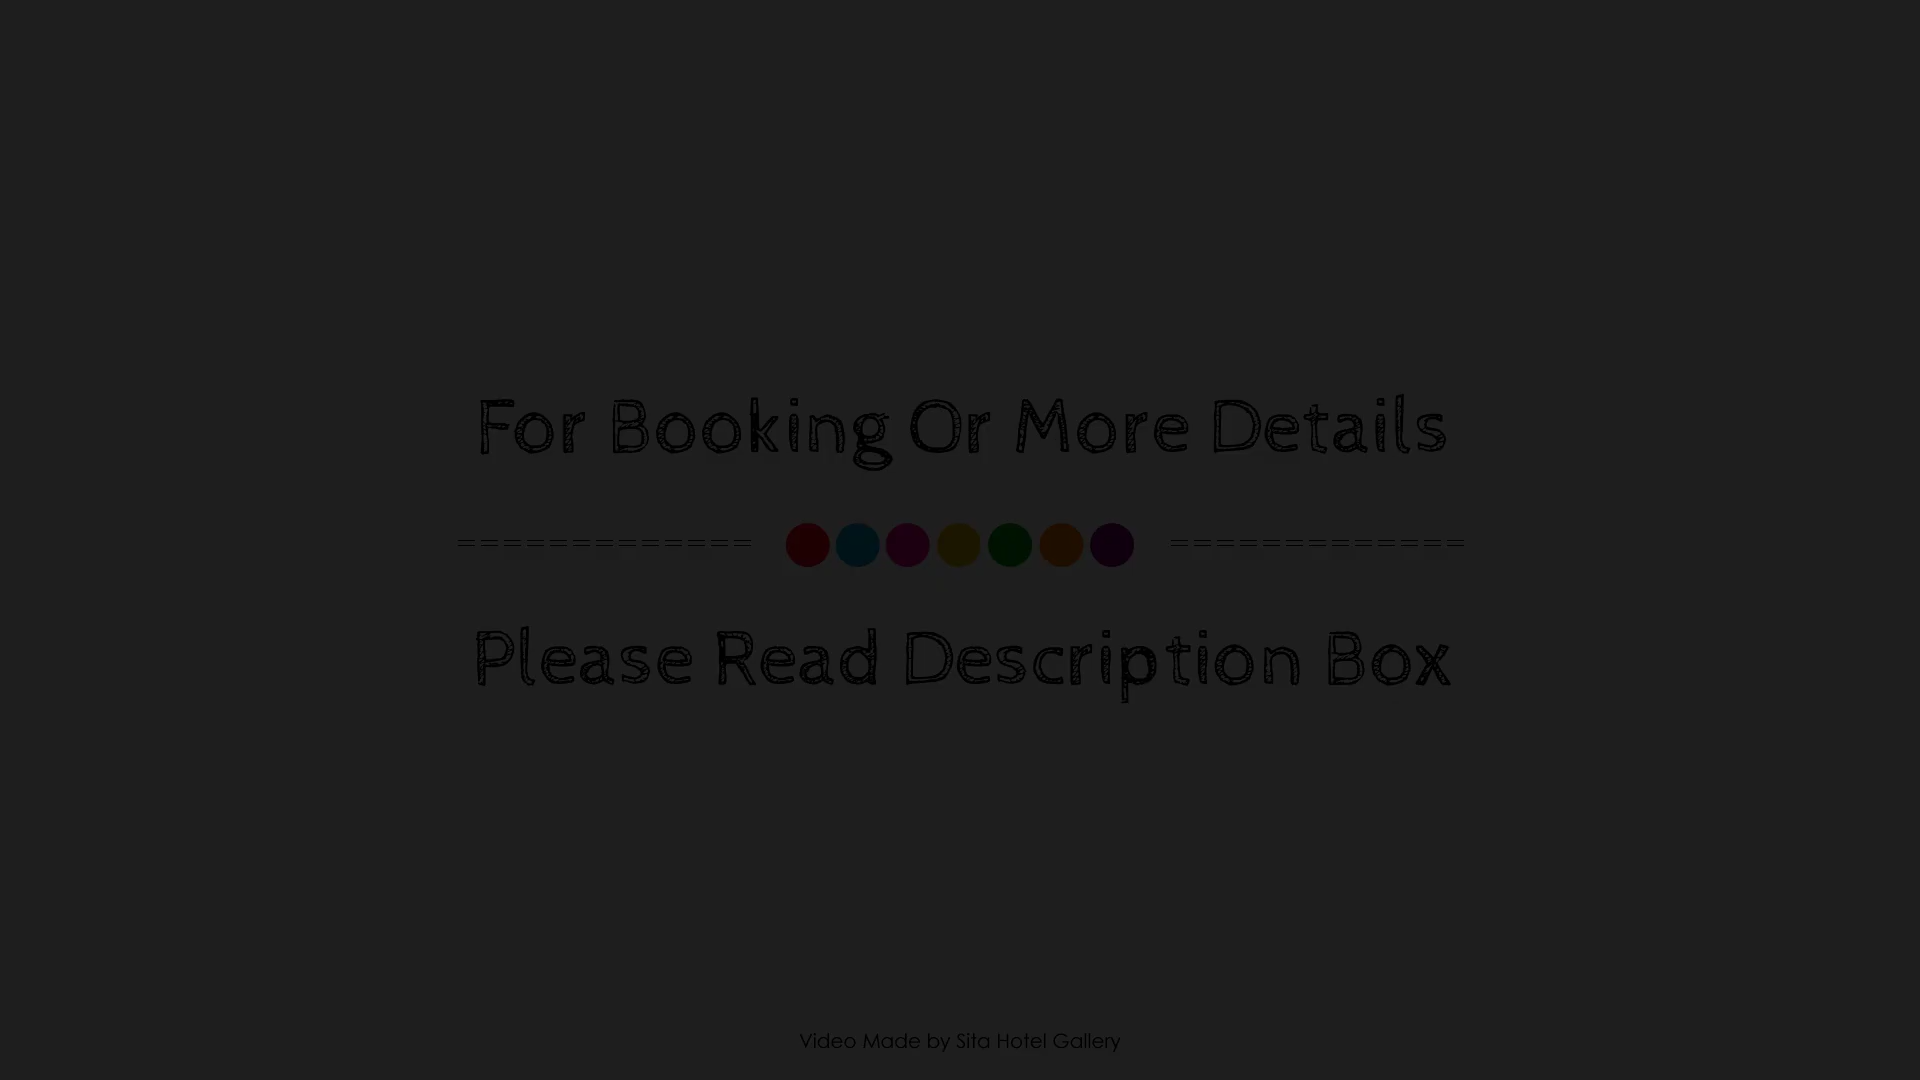 For Booking Or More Details
============= =============
Please Read Description Box
Video Made by Sita Hotel Gallery